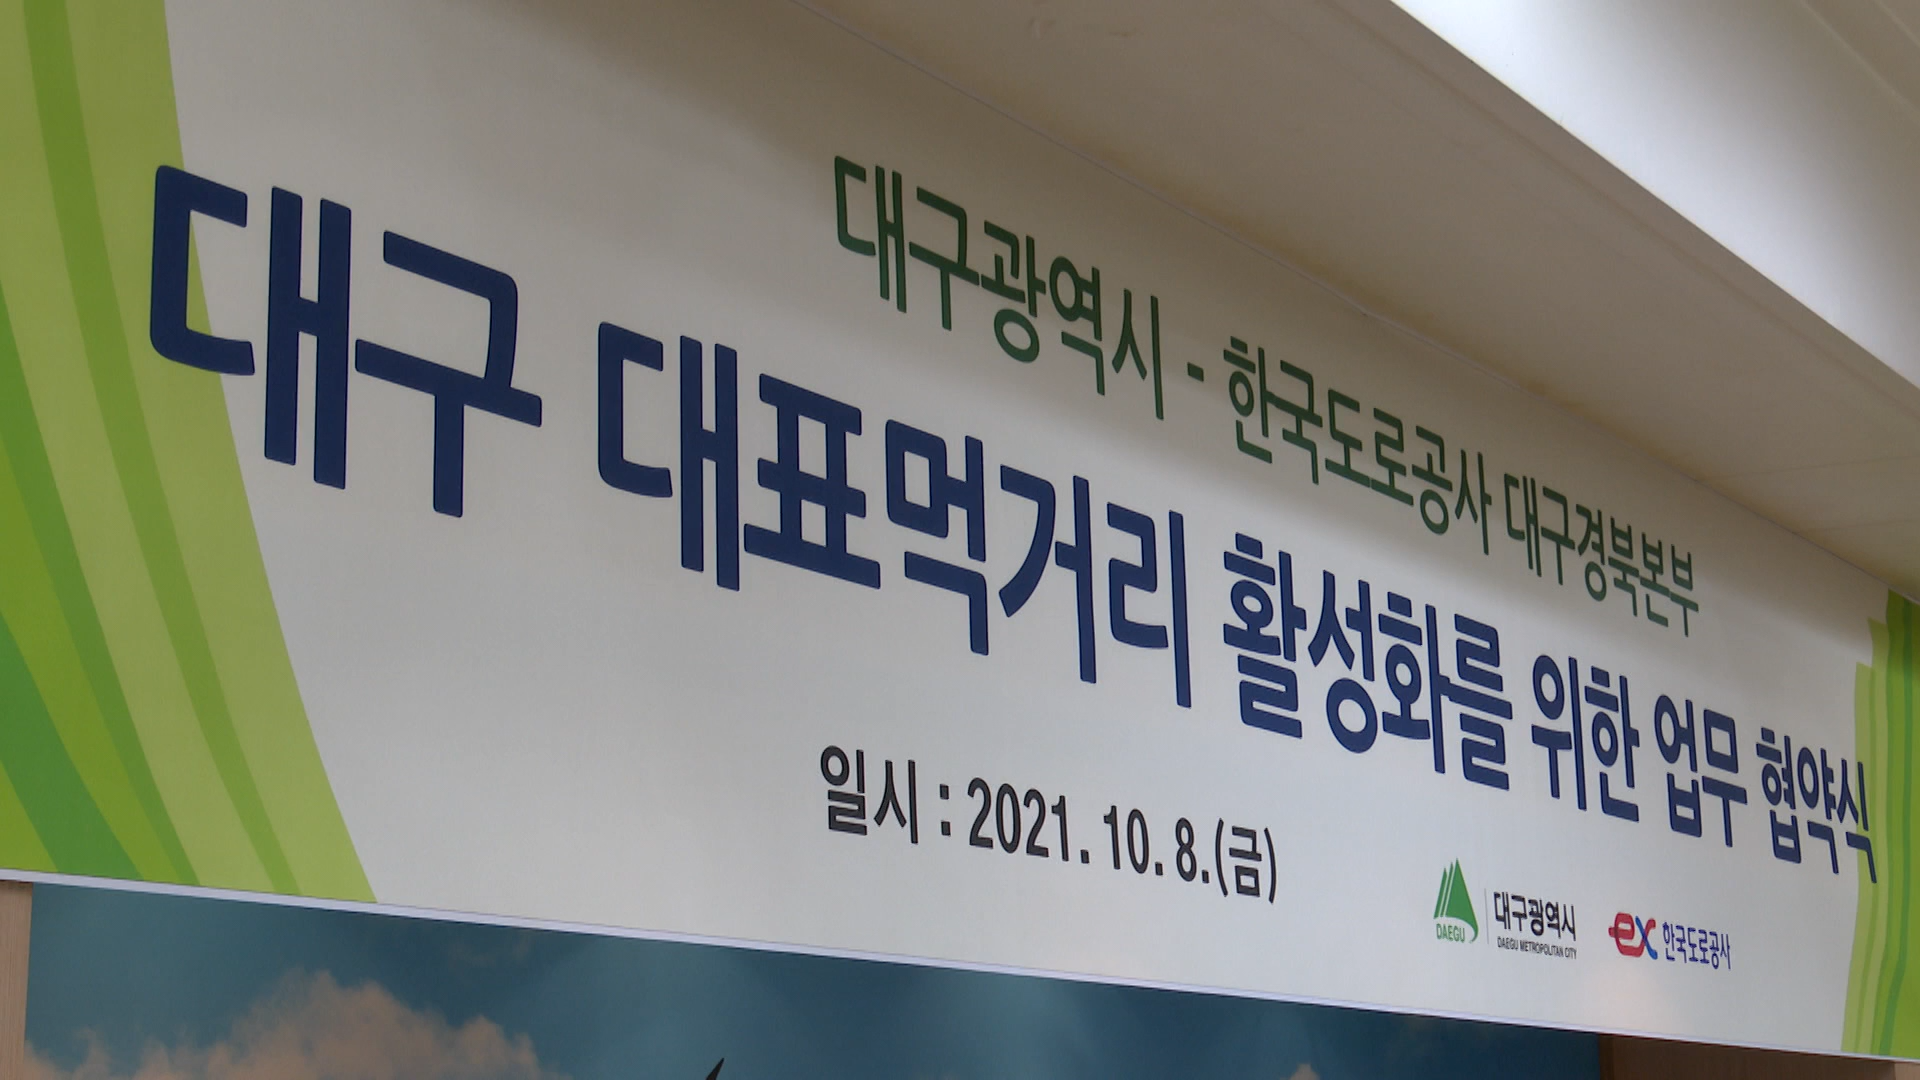 대구광역시 - 한국도로공사 대구경북본부
대구 대표먹거리 활성화를 위한 업무 협약식
일시 : 2021. 10. 8.(금)
DAEGU
대구광역시
DAEGU METROPOLITAN CITY
ex 한국도로공사